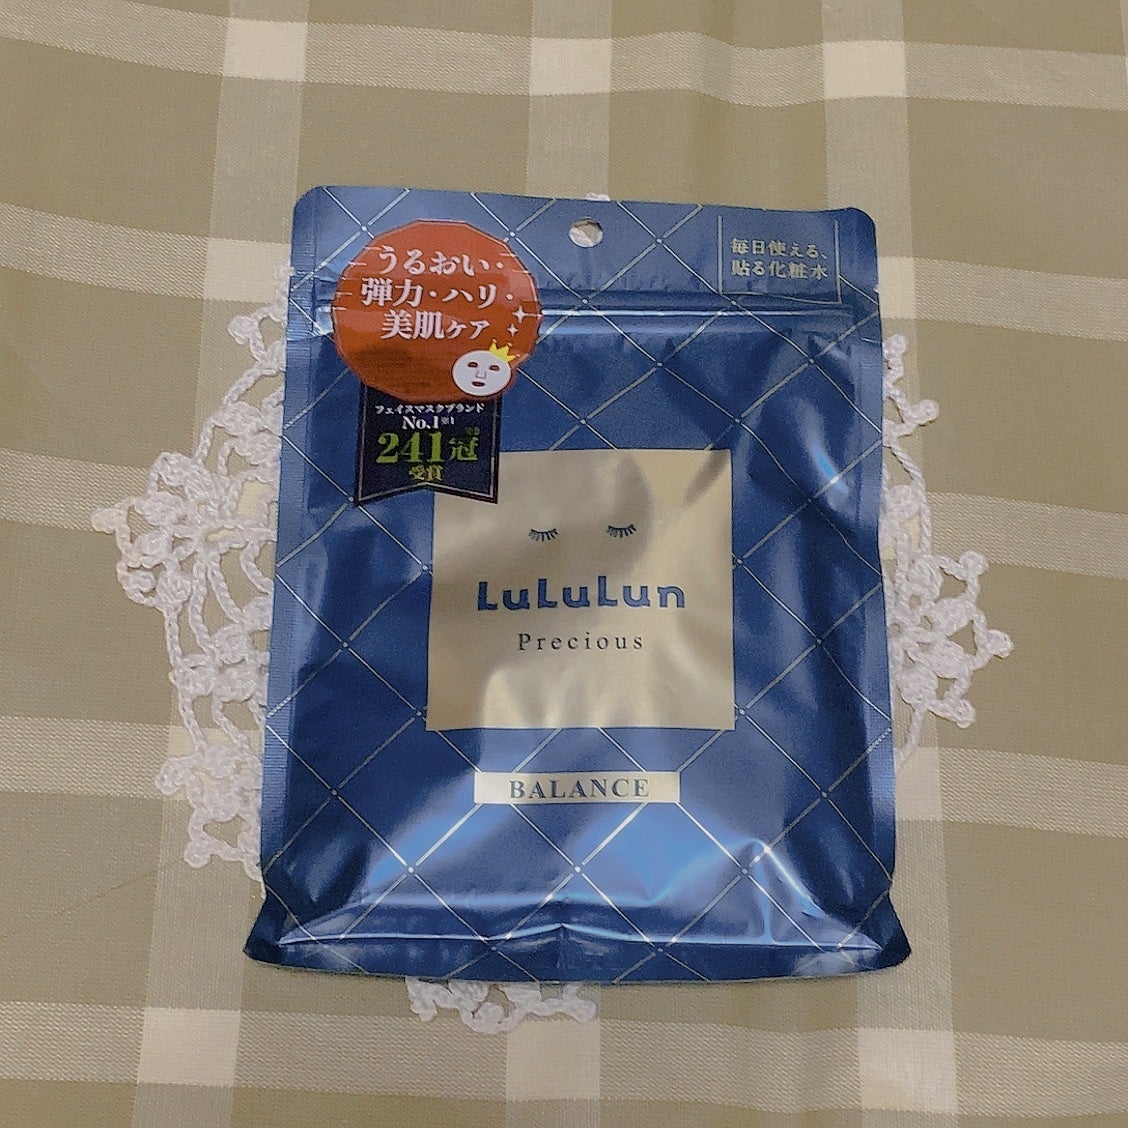 うるおい・
弾力・ハリ・
美肌ケア
毎日使える、
貼る化粧水
フェイスマスクブランド
No.1※1
241冠
受賞
LuLuLun
Precious
BALANCE